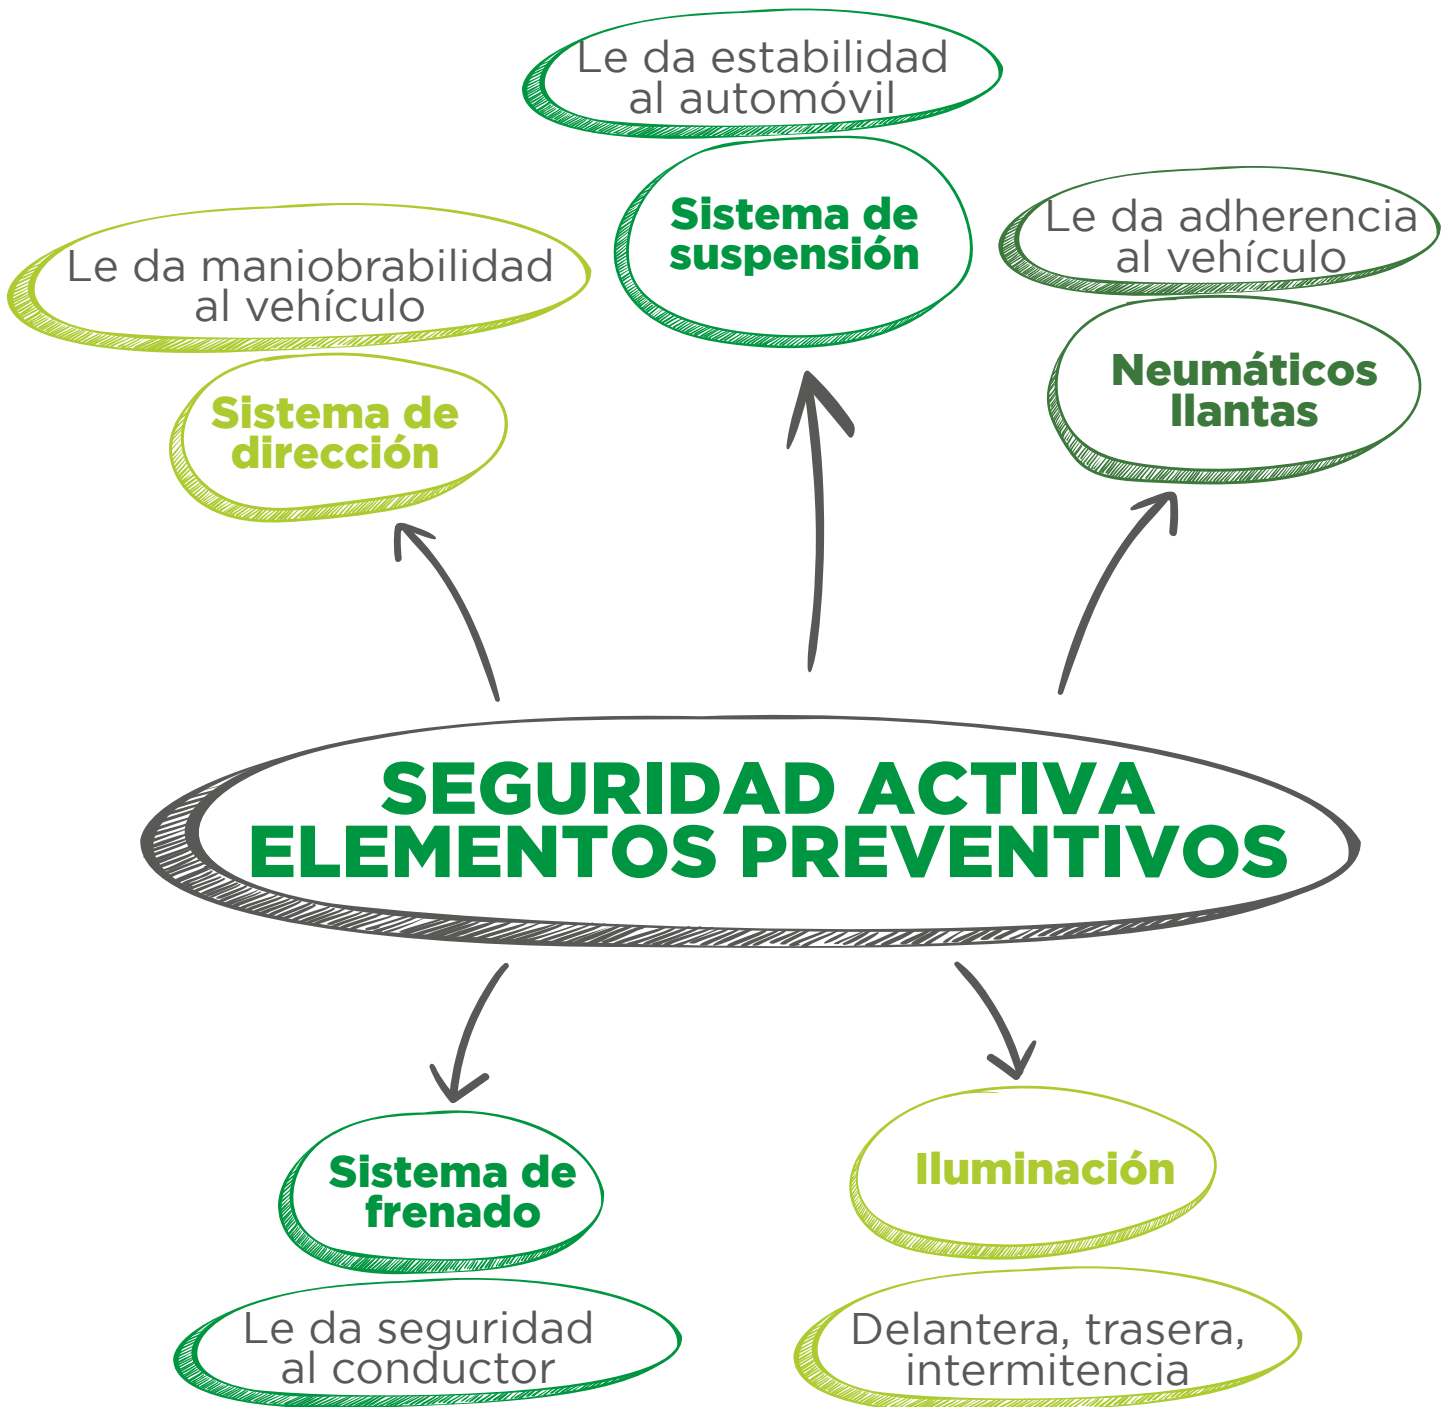 Le da estabilidad
al automóvil
Sistema de
suspensión
Le da maniobrabilidad
al vehículo
Sistema de
dirección
Le da adherencia
al vehículo
Neumáticos
llantas
SEGURIDAD ACTIVA
ELEMENTOS PREVENTIVOS
Sistema de
frenado
Le da seguridad
al conductor
Iluminación
Delantera, trasera,
intermitencia